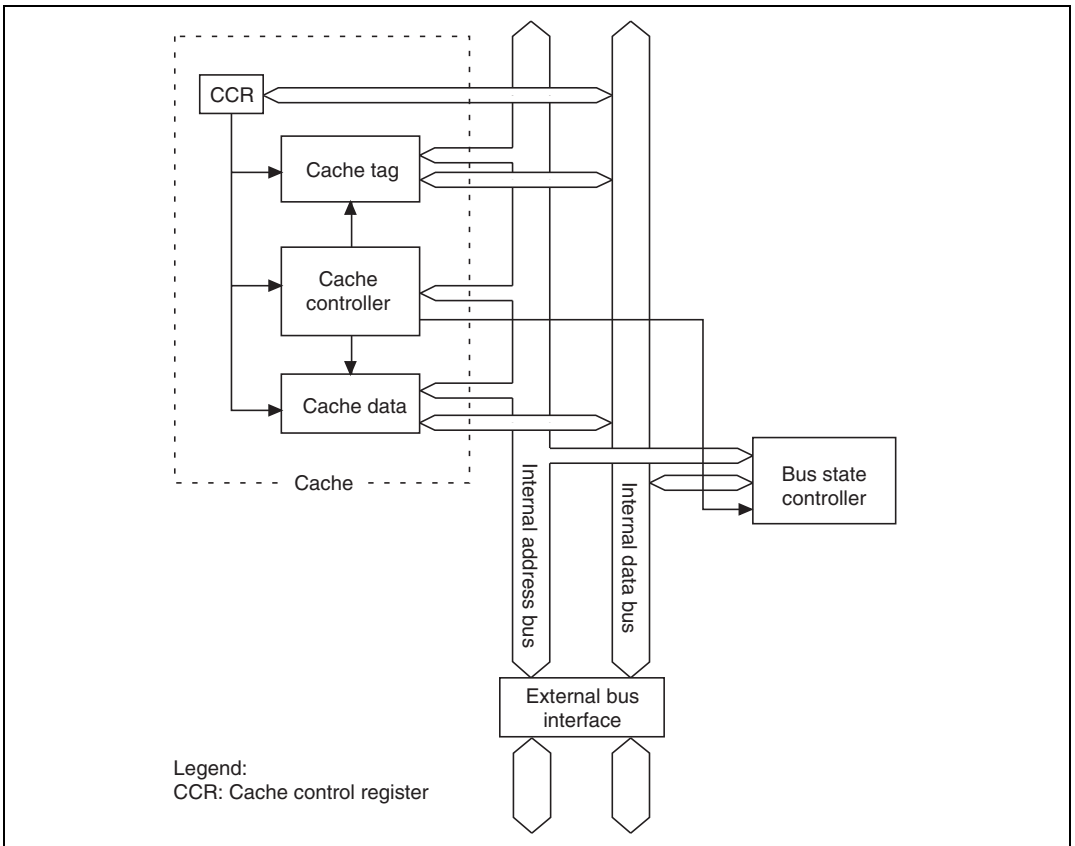 CCR
Cache tag
Cache
controller
Cache data
Cache
Internal address bus
Internal data bus
Bus state
controller
External bus
interface
Legend:
CCR: Cache control register